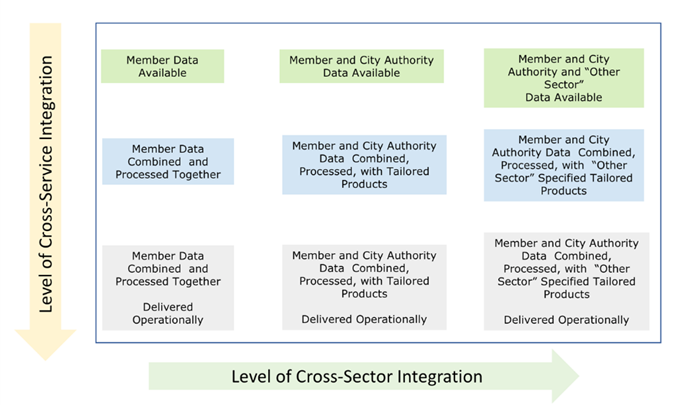 Level of Cross-Service Integration
Member Data
Available
Member and City Authority
Data Available
Member and City
Authority and “Other
Sector”
Data Available
Member Data
Combined and
Processed Together
Member and City Authority
Data Combined,
Processed, with Tailored
Products
Member and City
Authority Data Combined,
Processed, with “Other
Sector” Specified Tailored
Products
Member Data
Combined and
Processed Together
Delivered
Operationally
Member and City Authority
Data Combined,
Processed, with Tailored
Products
Delivered Operationally
Member and City Authority
Data Combined,
Processed, with “Other
Sector” Specified Tailored
Products
Delivered Operationally
Level of Cross-Sector Integration